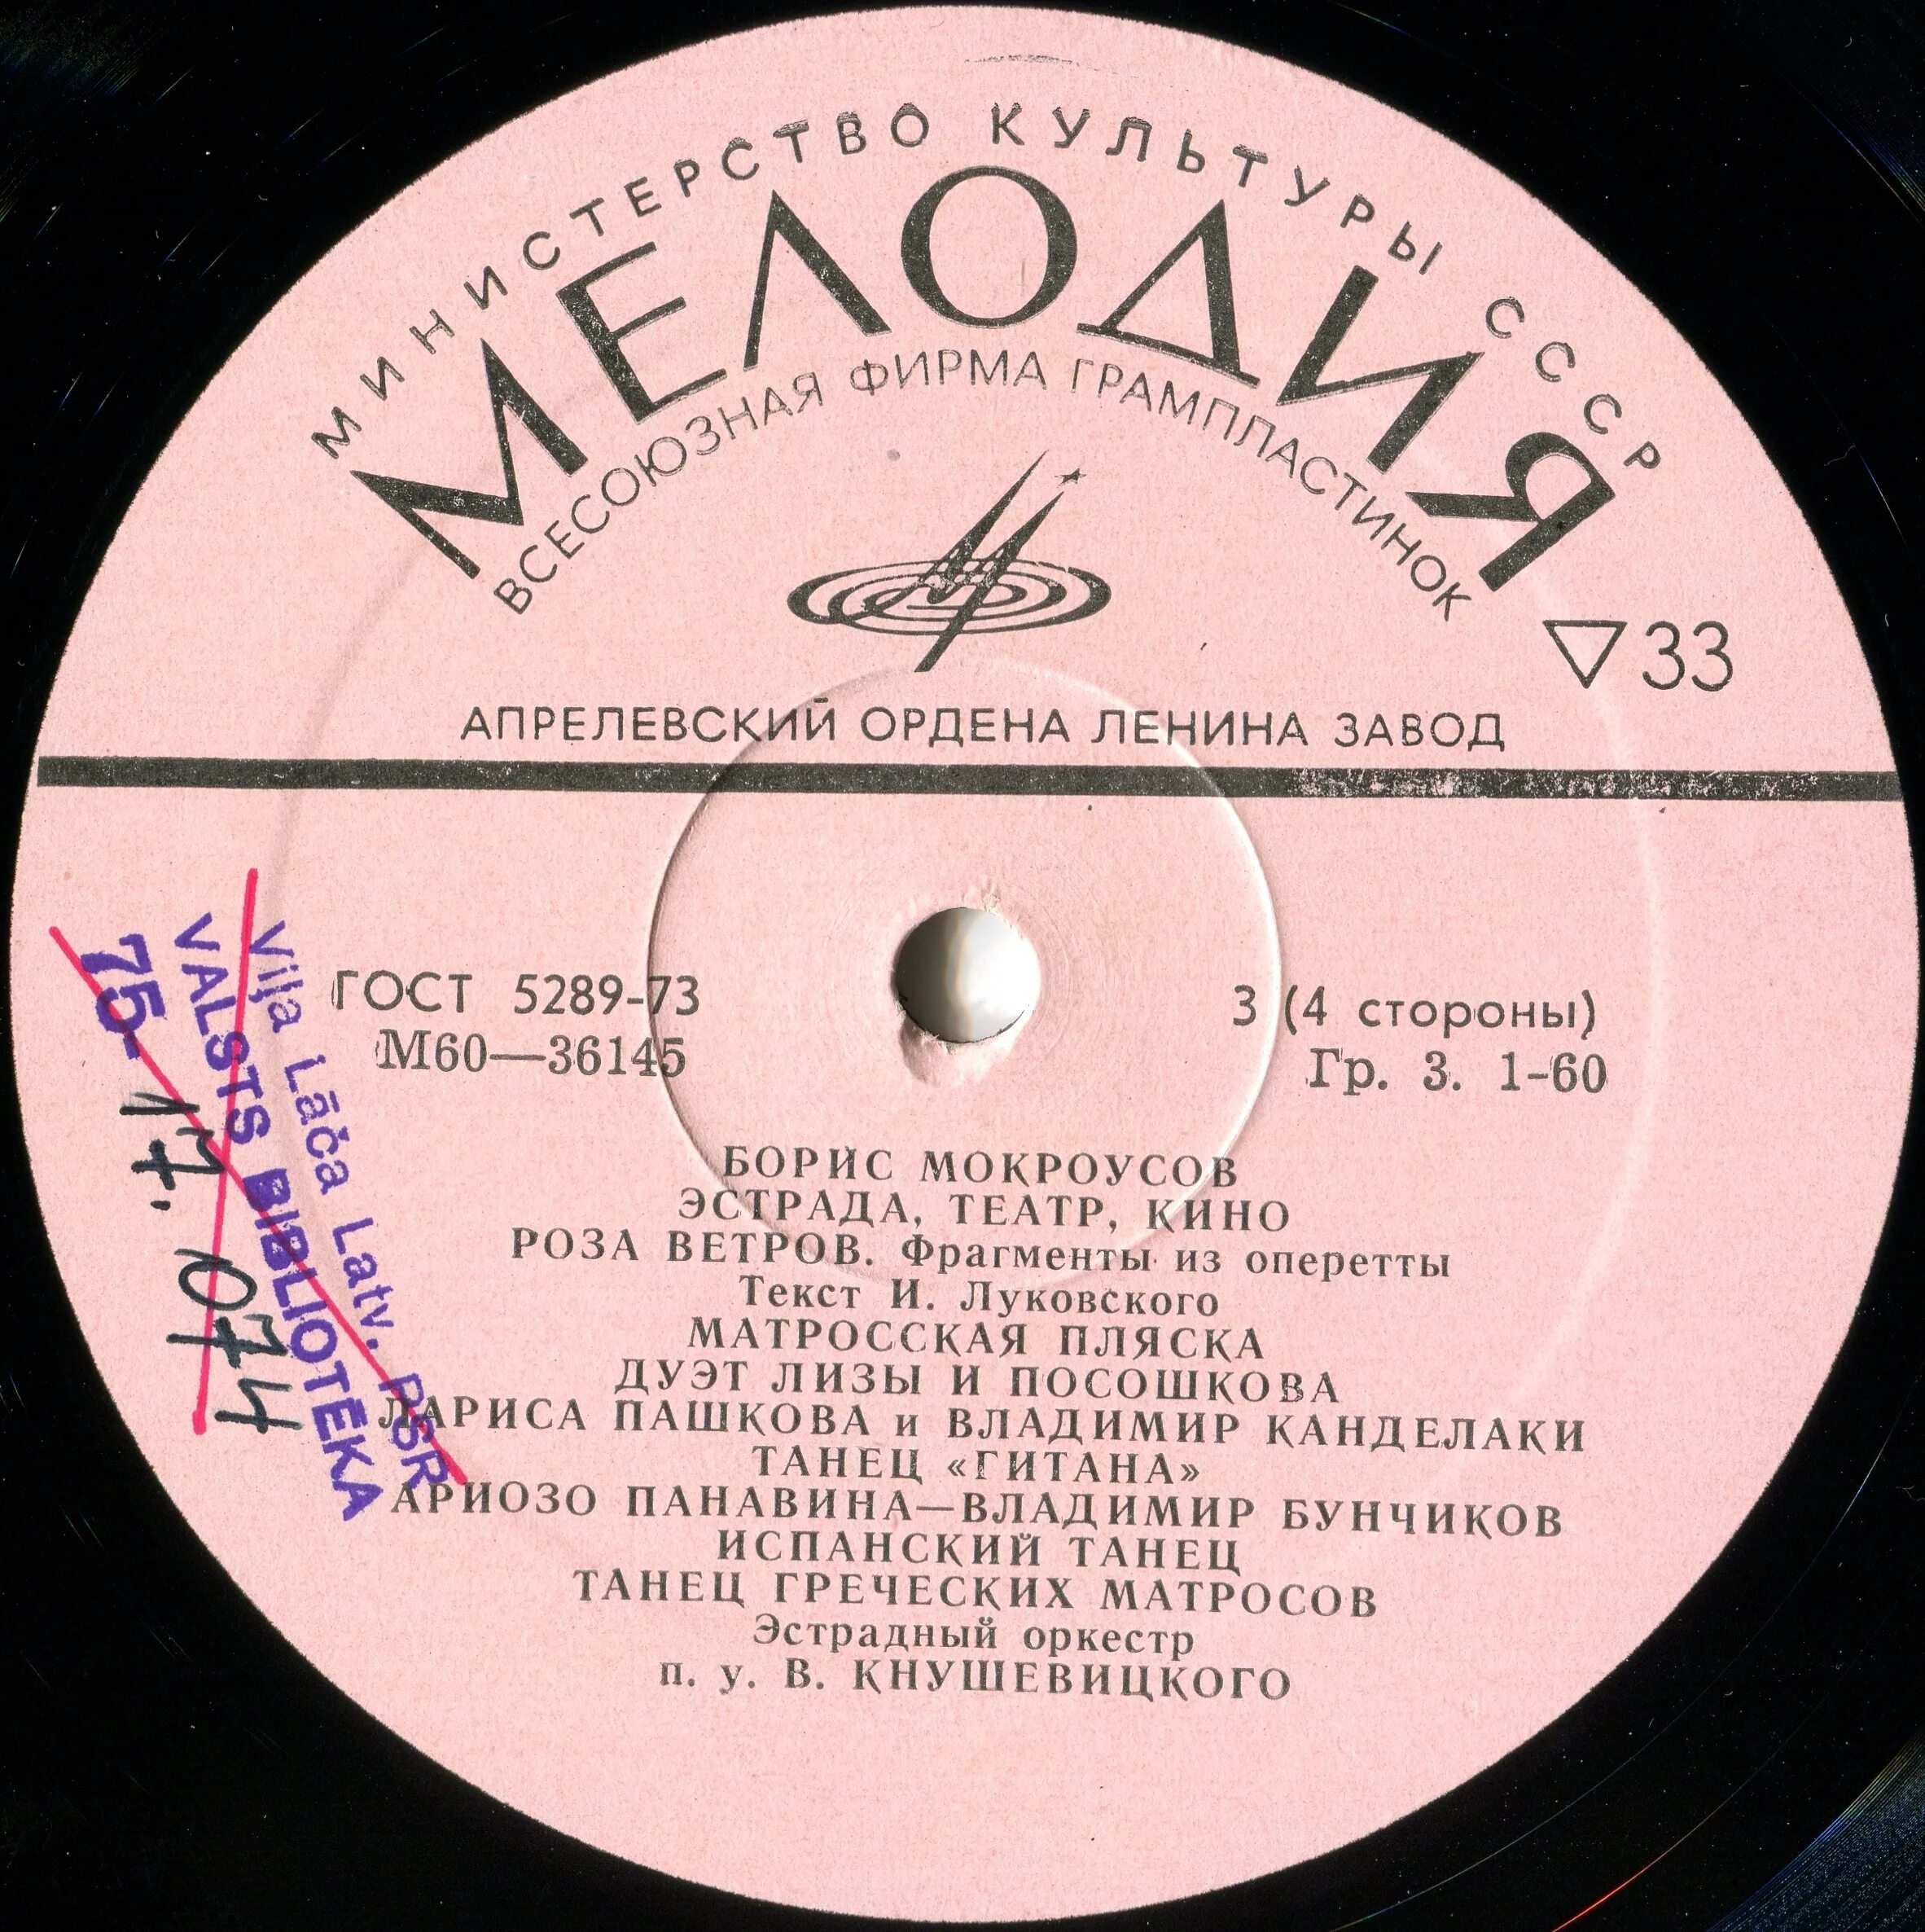 МИНИСТЕРСТВО КУЛЬТУРЫ СССР
МЕЛОДИЯ
ВСЕСОЮЗНАЯ ФИРМА ГРАМПЛАСТИНОК
33
АПРЕЛЕВСКИЙ ОРДЕНА ЛЕНИНА ЗАВОД
ГОСТ 5289-73
М60—36145
3 (4 стороны)
Гр. 3. 1-60
Viļa Lāča Latv. PSR
VALSTS BIBLIOTĒKA
75-
БОРИС МОКРОУСОВ
ЭСТРАДА, ТЕАТР, КИНО
РОЗА ВЕТРОВ. Фрагменты из оперетты
Текст И. Луковского
МАТРОССКАЯ ПЛЯСКА
ДУЭТ ЛИЗЫ И ПОСОШКОВА
ЛАРИСА ПАШКОВА и ВЛАДИМИР КАНДЕЛАКИ
ТАНЕЦ «ГИТАНА»
АРИОЗО ПАНАВИНА—ВЛАДИМИР БУНЧИКОВ
ИСПАНСКИЙ ТАНЕЦ
ТАНЕЦ ГРЕЧЕСКИХ МАТРОСОВ
Эстрадный оркестр
п. у. В. КНУШЕВИЦКОГО